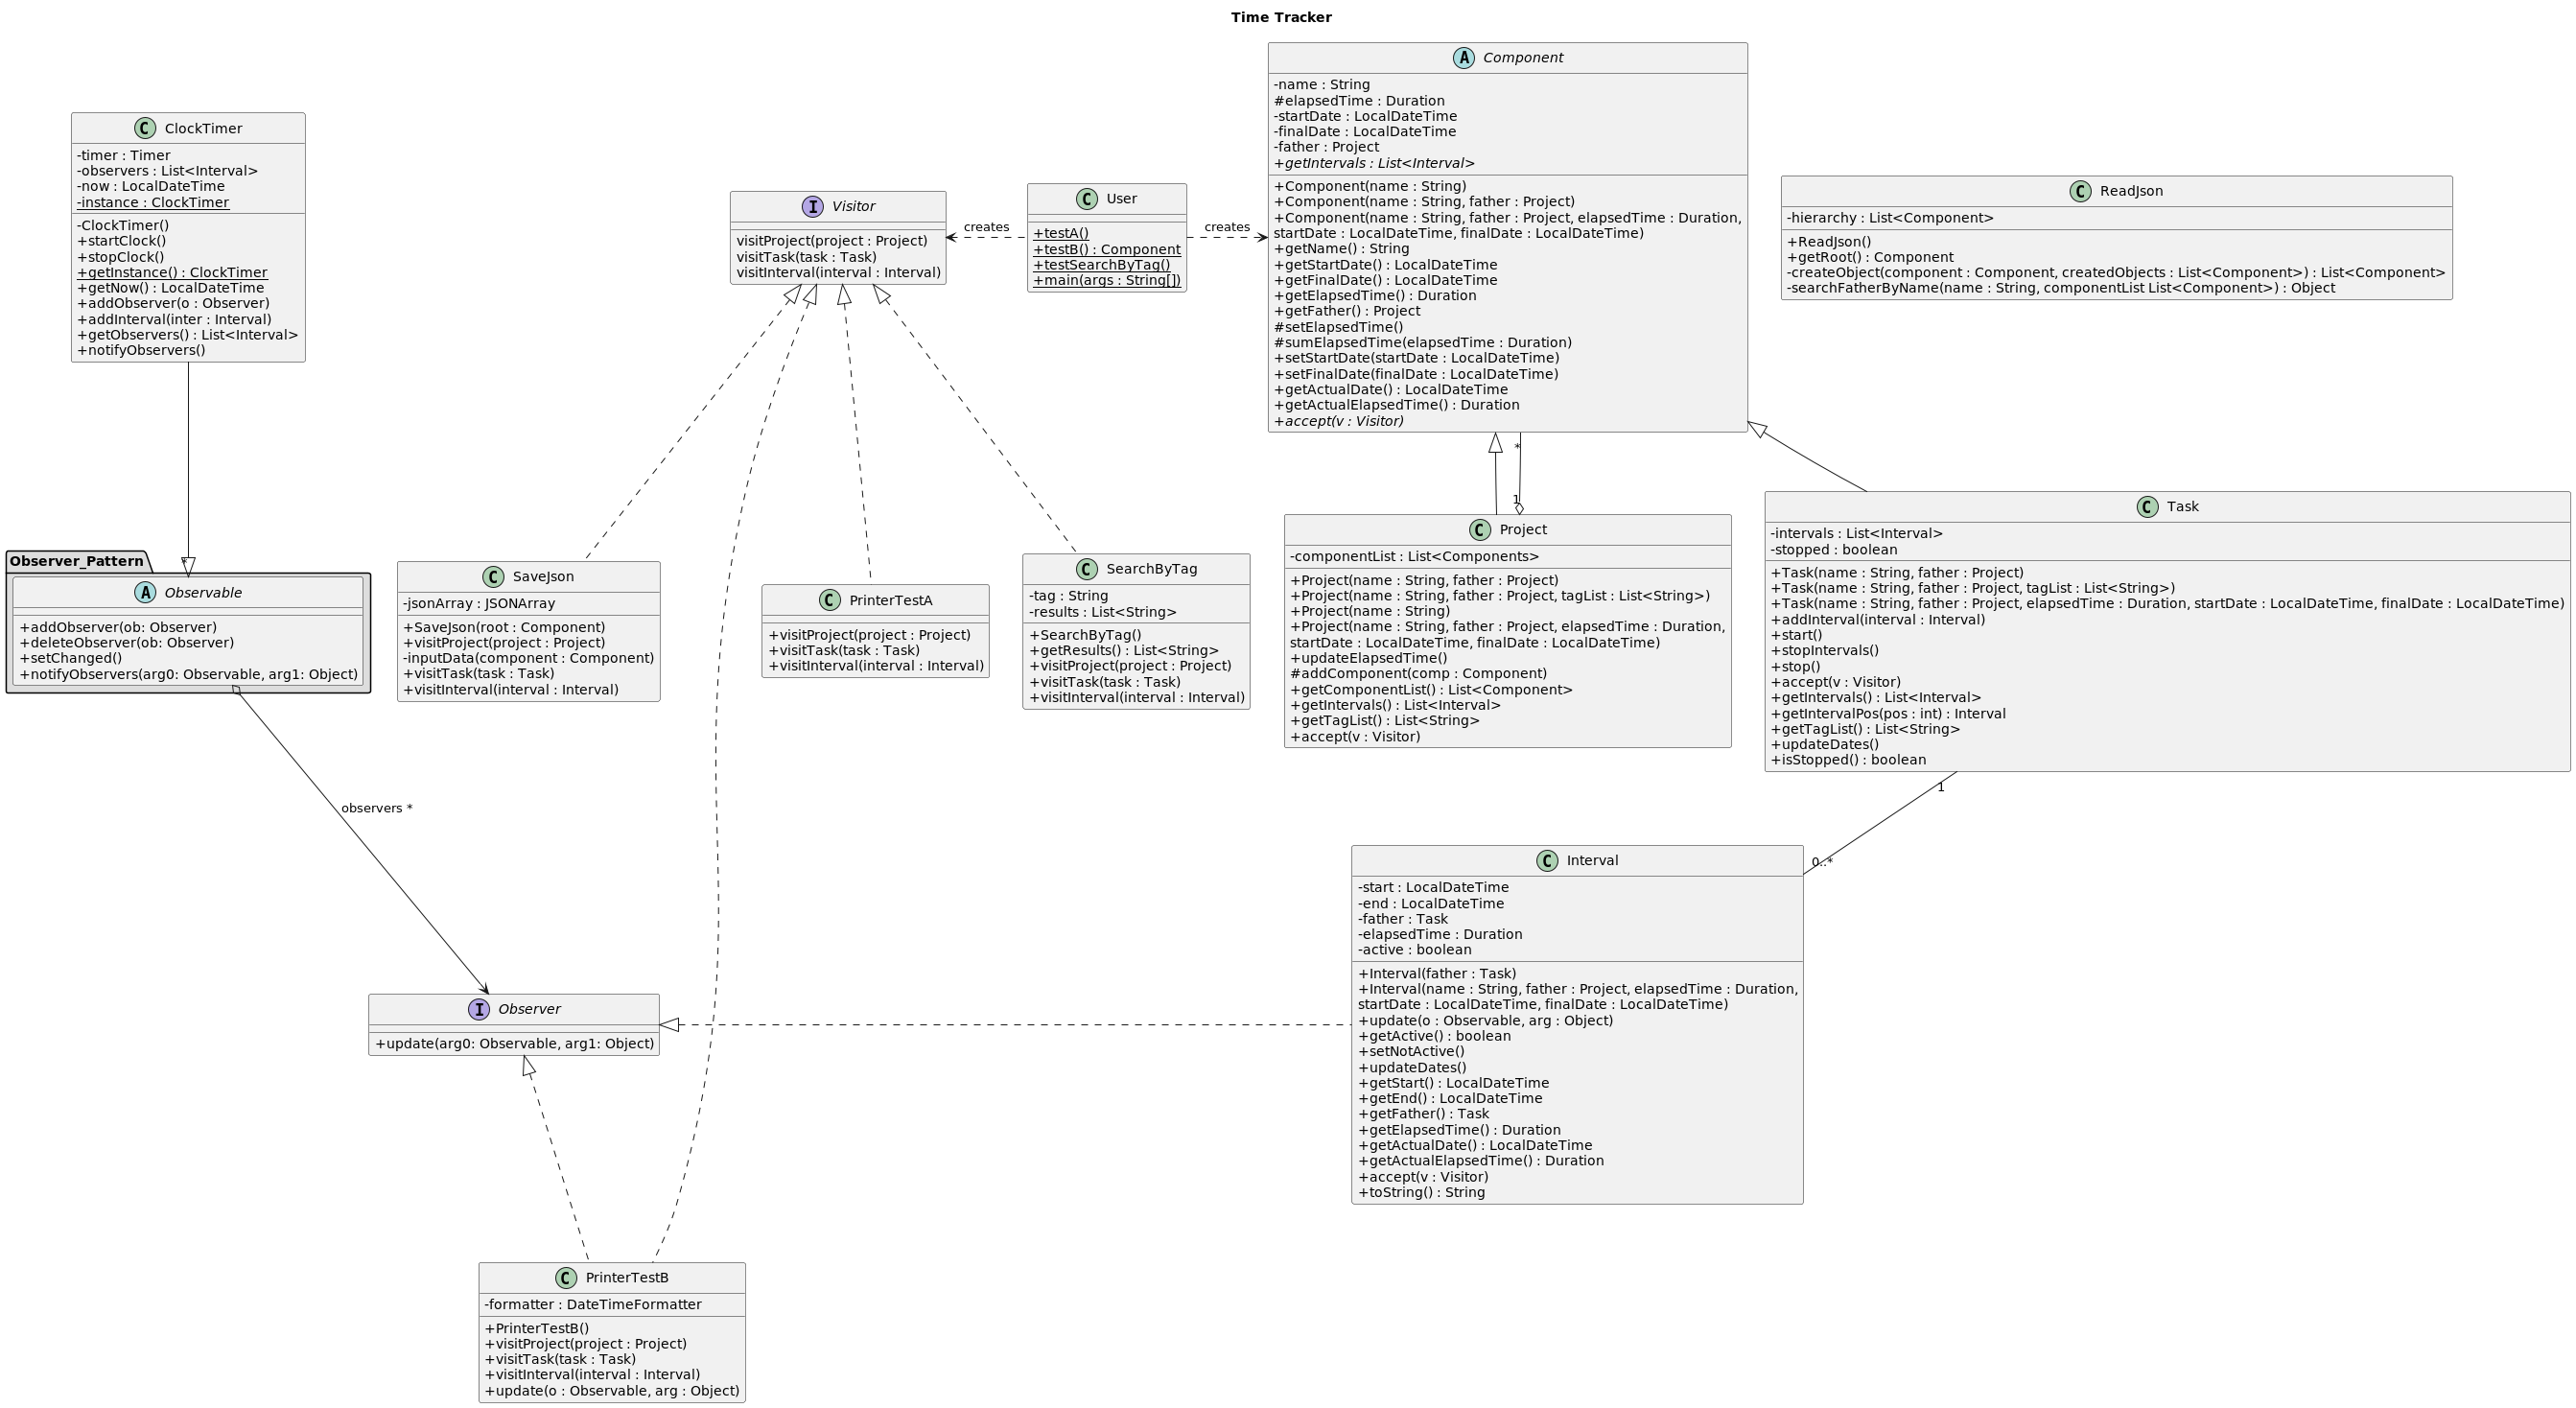 Time Tracker
C ClockTimer
-timer : Timer
-observers : List<Interval>
-now : LocalDateTime
-instance : ClockTimer
-ClockTimer()
+startClock()
+stopClock()
+getInstance() : ClockTimer
+getNow() : LocalDateTime
+addObserver(o : Observer)
+addInterval(inter : Interval)
+getObservers() : List<Interval>
+notifyObservers()
I Visitor
visitProject(project : Project)
visitTask(task : Task)
visitInterval(interval : Interval)
creates
C User
+testA()
+testB() : Component
+testSearchByTag()
+main(args : String[])
creates
A Component
-name : String
#elapsedTime : Duration
-startDate : LocalDateTime
-finalDate : LocalDateTime
-father : Project
+getIntervals : List<Interval>
+Component(name : String)
+Component(name : String, father : Project)
+Component(name : String, father : Project, elapsedTime : Duration,
startDate : LocalDateTime, finalDate : LocalDateTime)
+getName() : String
+getStartDate() : LocalDateTime
+getFinalDate() : LocalDateTime
+getElapsedTime() : Duration
+getFather() : Project
#setElapsedTime()
#sumElapsedTime(elapsedTime : Duration)
+setStartDate(startDate : LocalDateTime)
+setFinalDate(finalDate : LocalDateTime)
+getActualDate() : LocalDateTime
+getActualElapsedTime() : Duration
+accept(v : Visitor)
C ReadJson
-hierarchy : List<Component>
+ReadJson()
+getRoot() : Component
-createObject(component : Component, createdObjects : List<Component>) : List<Component>
-searchFatherByName(name : String, componentList List<Component>) : Object
*
1
*
Observer_Pattern
A Observable
+addObserver(ob: Observer)
+deleteObserver(ob: Observer)
+setChanged()
+notifyObservers(arg0: Observable, arg1: Object)
C SaveJson
-jsonArray : JSONArray
+SaveJson(root : Component)
+visitProject(project : Project)
-inputData(component : Component)
+visitTask(task : Task)
+visitInterval(interval : Interval)
C PrinterTestA
+visitProject(project : Project)
+visitTask(task : Task)
+visitInterval(interval : Interval)
C SearchByTag
-tag : String
-results : List<String>
+SearchByTag()
+getResults() : List<String>
+visitProject(project : Project)
+visitTask(task : Task)
+visitInterval(interval : Interval)
C Project
-componentList : List<Components>
+Project(name : String, father : Project)
+Project(name : String, father : Project, tagList : List<String>)
+Project(name : String)
+Project(name : String, father : Project, elapsedTime : Duration,
startDate : LocalDateTime, finalDate : LocalDateTime)
+updateElapsedTime()
#addComponent(comp : Component)
+getComponentList() : List<Component>
+getIntervals() : List<Interval>
+getTagList() : List<String>
+accept(v : Visitor)
C Task
-intervals : List<Interval>
-stopped : boolean
+Task(name : String, father : Project)
+Task(name : String, father : Project, tagList : List<String>)
+Task(name : String, father : Project, elapsedTime : Duration, startDate : LocalDateTime, finalDate : LocalDateTime)
+addInterval(interval : Interval)
+start()
+stopIntervals()
+stop()
+accept(v : Visitor)
+getIntervals() : List<Interval>
+getIntervalPos(pos : int) : Interval
+getTagList() : List<String>
+updateDates()
+isStopped() : boolean
observers *
1
0..*
I Observer
+update(arg0: Observable, arg1: Object)
C Interval
-start : LocalDateTime
-end : LocalDateTime
-father : Task
-elapsedTime : Duration
-active : boolean
+Interval(father : Task)
+Interval(name : String, father : Project, elapsedTime : Duration,
startDate : LocalDateTime, finalDate : LocalDateTime)
+update(o : Observable, arg : Object)
+getActive() : boolean
+setNotActive()
+updateDates()
+getStart() : LocalDateTime
+getEnd() : LocalDateTime
+getFather() : Task
+getElapsedTime() : Duration
+getActualDate() : LocalDateTime
+getActualElapsedTime() : Duration
+accept(v : Visitor)
+toString() : String
C PrinterTestB
-formatter : DateTimeFormatter
+PrinterTestB()
+visitProject(project : Project)
+visitTask(task : Task)
+visitInterval(interval : Interval)
+update(o : Observable, arg : Object)